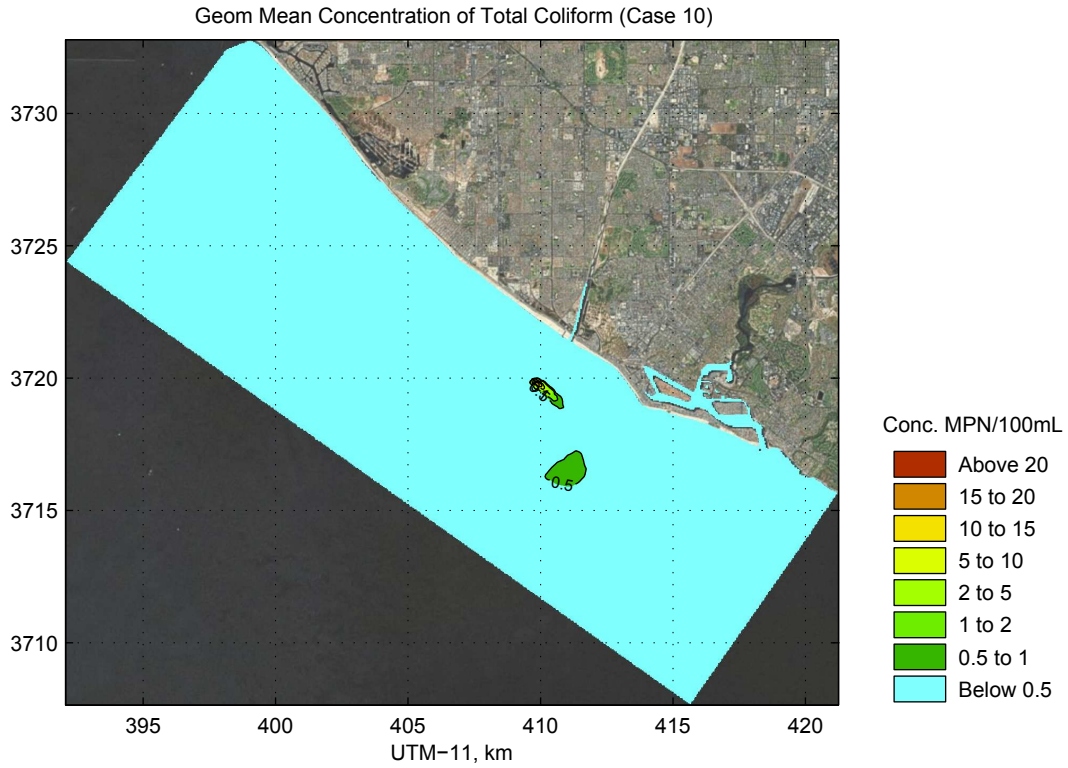 Geom Mean Concentration of Total Coliform (Case 10)
3730
3725
3720
3715
3710
0.5
0.5
395
400
405
410
415
420
UTM−11, km
Conc. MPN/100mL
Above 20
15 to 20
10 to 15
5 to 10
2 to 5
1 to 2
0.5 to 1
Below 0.5